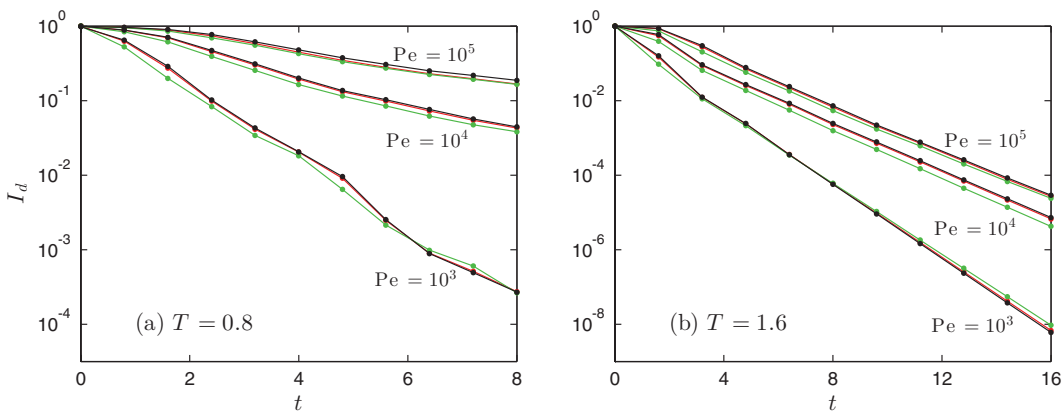 10^0
10^-1
10^-2
10^-3
10^-4
I_d
0
2
4
6
8
t
Pe = 10^5
Pe = 10^4
Pe = 10^3
(a) T = 0.8
10^0
10^-2
10^-4
10^-6
10^-8
0
4
8
12
16
t
Pe = 10^5
Pe = 10^4
Pe = 10^3
(b) T = 1.6